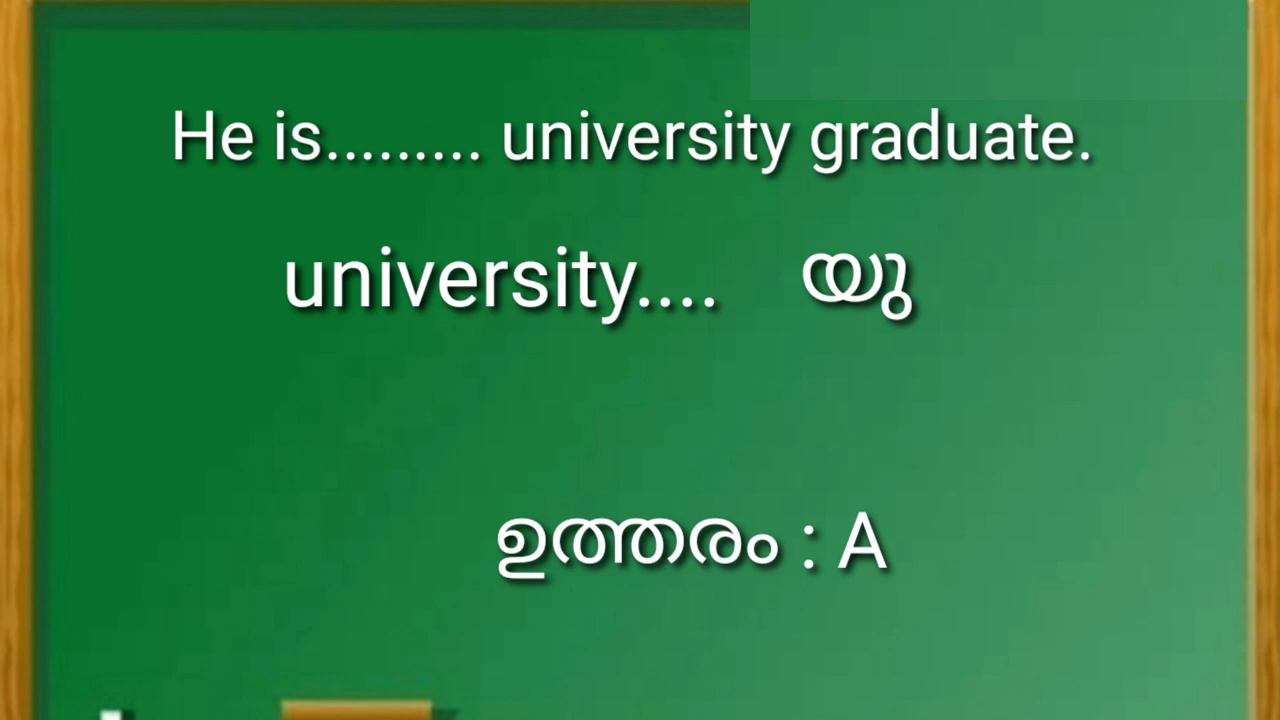 He is......... university graduate.
university.... യു
ഉത്തരം : A